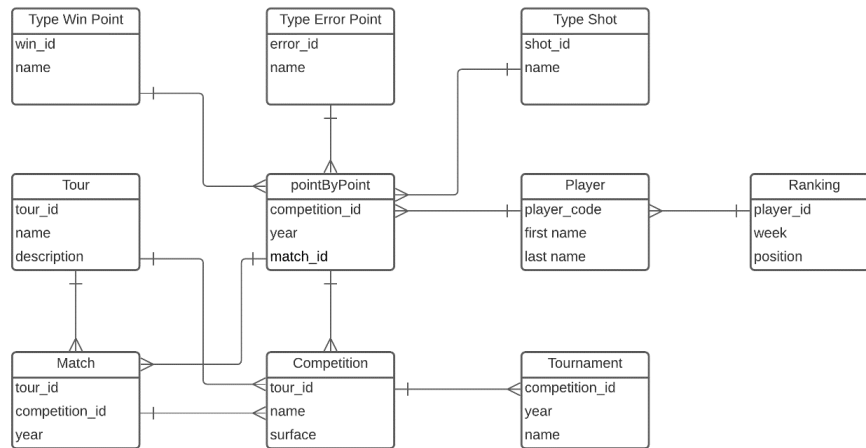 Type Win Point
win_id
name
Type Error Point
error_id
name
Type Shot
shot_id
name
Tour
tour_id
name
description
pointByPoint
competition_id
year
match_id
Player
player_code
first name
last name
Ranking
player_id
week
position
Match
tour_id
competition_id
year
Competition
tour_id
name
surface
Tournament
competition_id
year
name